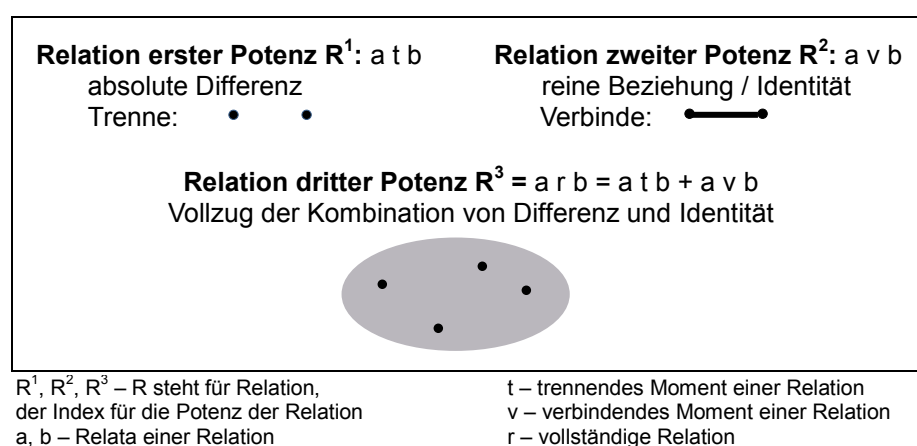 Relation erster Potenz R¹: a t b
absolute Differenz
Trenne:
Relation zweiter Potenz R²: a v b
reine Beziehung / Identität
Verbinde:
Relation dritter Potenz R³ = a r b = a t b + a v b
Vollzug der Kombination von Differenz und Identität
R¹, R², R³ – R steht für Relation,
der Index für die Potenz der Relation
a, b – Relata einer Relation
t – trennendes Moment einer Relation
v – verbindendes Moment einer Relation
r – vollständige Relation